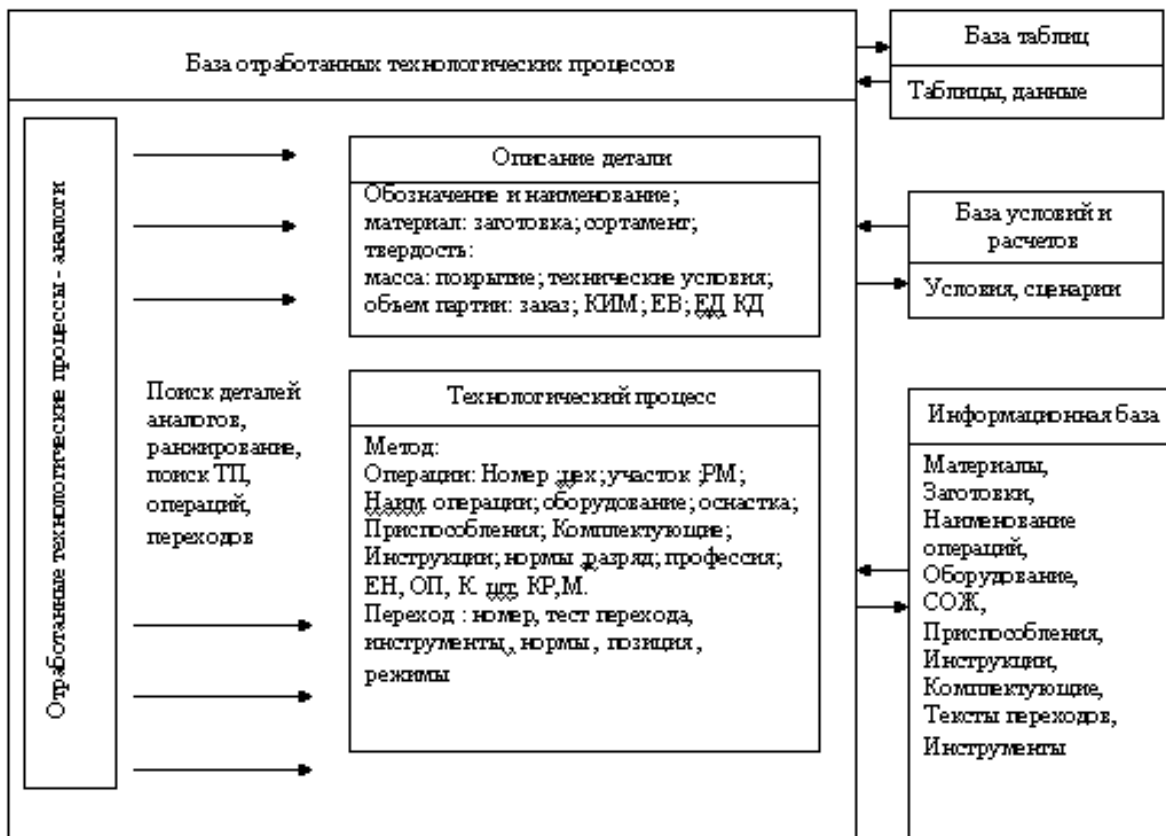 База отработанных технологических процессов
База таблиц
Таблицы, данные
Отработанные технологические процессы - аналоги
Поиск деталей
аналогов,
ранжирование,
поиск ТП,
операций,
переходов
Описание детали
Обозначение и наименование;
материал: заготовка; сортамент;
твердость:
масса: покрытие; технические условия;
объем партии: заказ; КИМ; ЕВ; ЕД КД
Технологический процесс
Метод:
Операции: Номер ;цех; участок ;РМ;
Наим. операции; оборудование; оснастка;
Приспособления; Комплектующие;
Инструкции; нормы ;разряд; профессия;
ЕН, ОП, К. шт, КР,М.
Переход : номер, тест перехода,
инструменты, , нормы , позиция ,
режимы
База условий и
расчетов
Условия, сценарии
Информационная база
Материалы,
Заготовки,
Наименование
операций,
Оборудование,
СОЖ,
Приспособления,
Инструкции,
Комплектующие,
Тексты переходов,
Инструменты